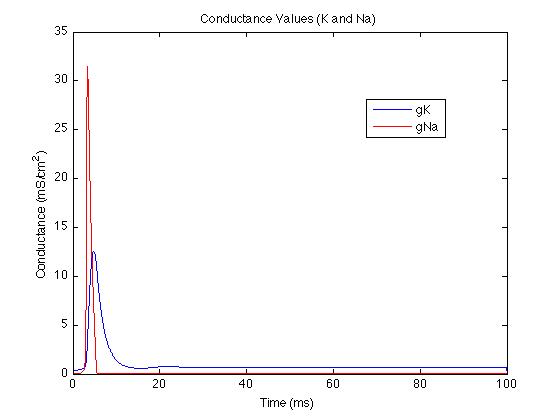 Conductance Values (K and Na)
35
30
25
20
15
10
5
0
Conductance (mS/cm²)
gK
gNa
0 20 40 60 80 100
Time (ms)